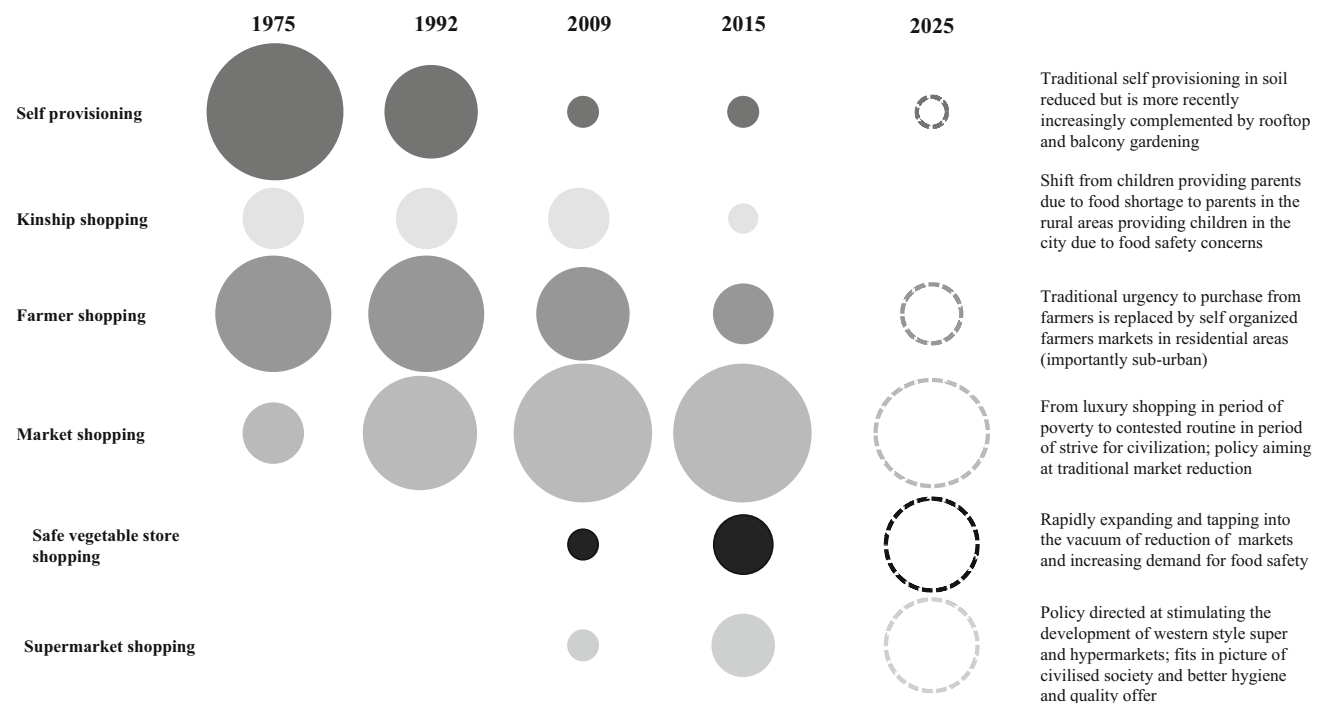 1975 1992 2009 2015 2025
Self provisioning
Traditional self provisioning in soil
reduced but is more recently
increasingly complemented by rooftop
and balcony gardening
Kinship shopping
Shift from children providing parents
due to food shortage to parents in the
rural areas providing children in the
city due to food safety concerns
Farmer shopping
Traditional urgency to purchase from
farmers is replaced by self organized
farmers markets in residential areas
(importantly sub-urban)
Market shopping
From luxury shopping in period of
poverty to contested routine in period
of strive for civilization; policy aiming
at traditional market reduction
Safe vegetable store
shopping
Rapidly expanding and tapping into
the vacuum of reduction of markets
and increasing demand for food safety
Supermarket shopping
Policy directed at stimulating the
development of western style super
and hypermarkets; fits in picture of
civilised society and better hygiene
and quality offer